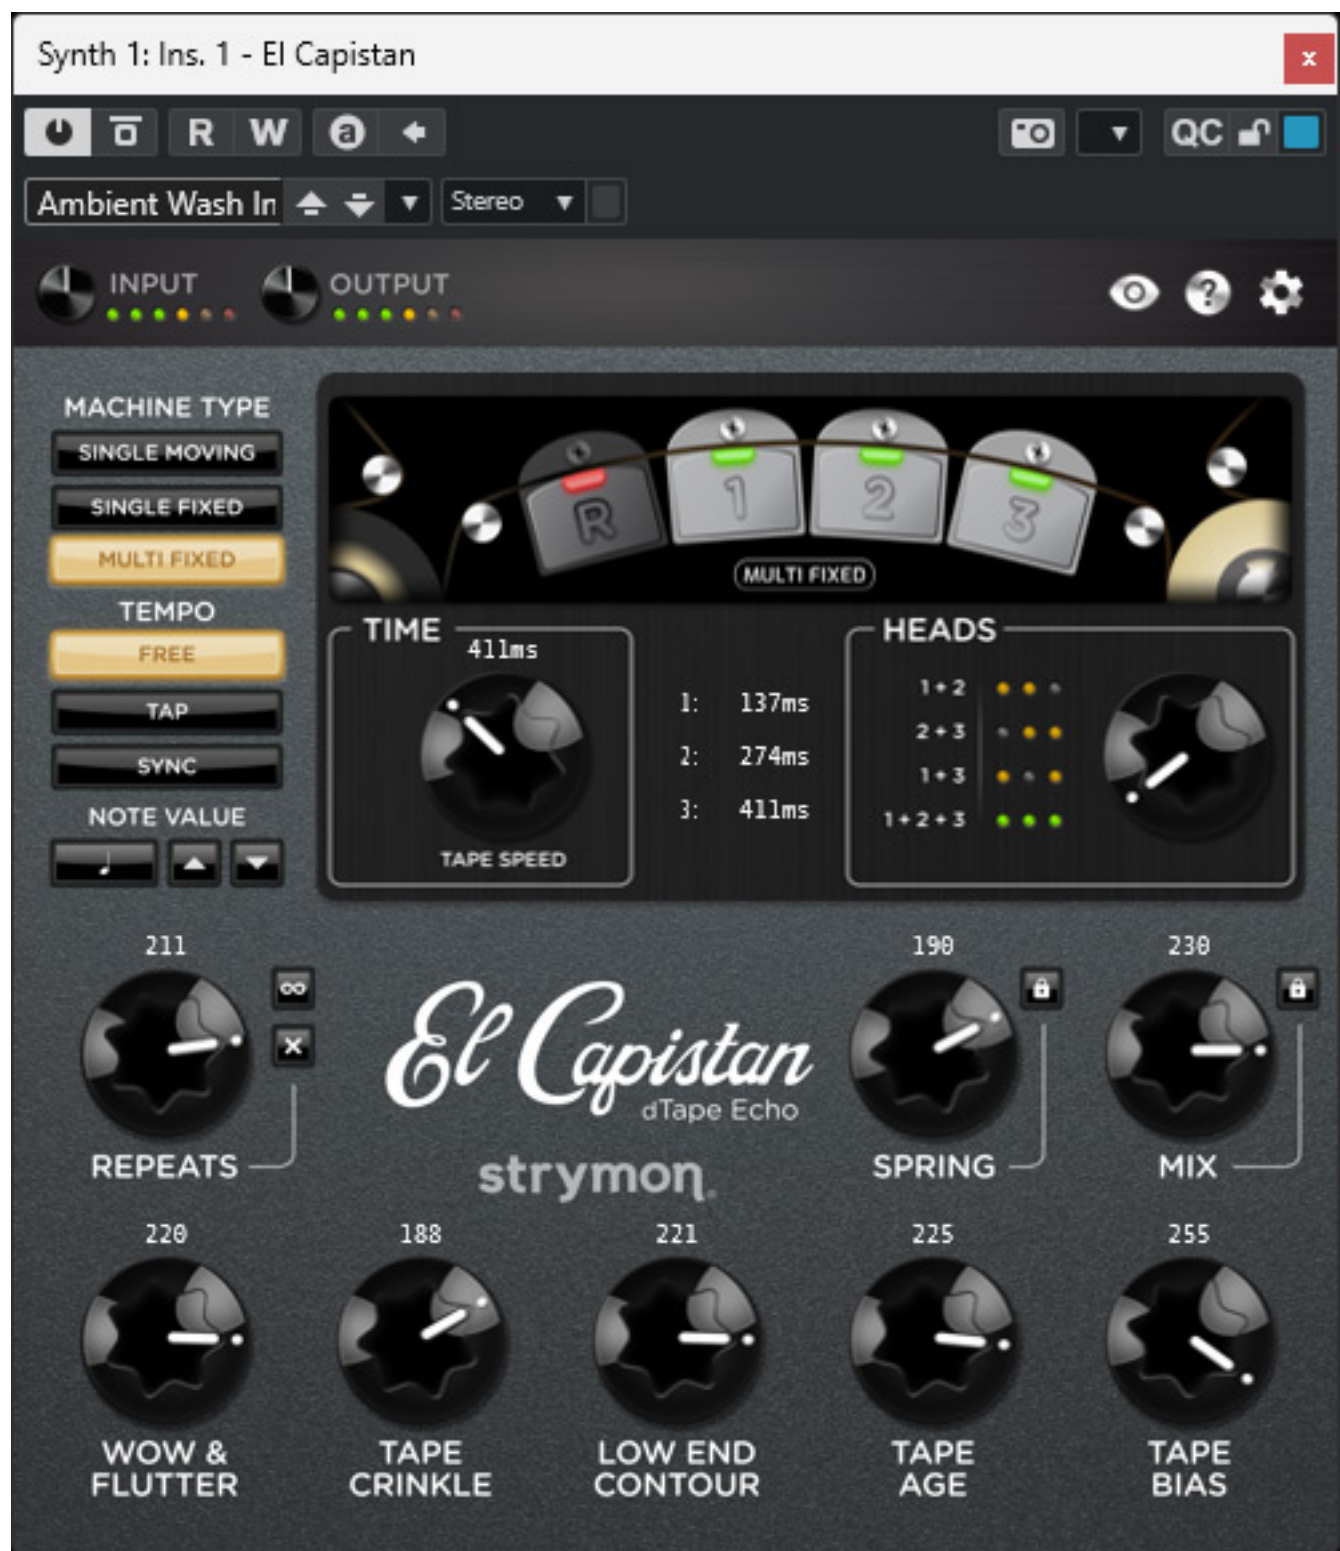 Synth 1: Ins. 1 - El Capistan
x
R W a QC
Ambient Wash In
Stereo
INPUT
OUTPUT
?
MACHINE TYPE
SINGLE MOVING
SINGLE FIXED
MULTI FIXED
TEMPO
FREE
TAP
SYNC
NOTE VALUE
R 1 2 3
MULTI FIXED
TIME
411ms
TAPE SPEED
1: 137ms
2: 274ms
3: 411ms
HEADS
1+2
2+3
1+3
1+2+3
211
REPEATS
El Capistan
dTape Echo
strymon
190
SPRING
230
MIX
220
WOW &
FLUTTER
188
TAPE
CRINKLE
221
LOW END
CONTOUR
225
TAPE
AGE
255
TAPE
BIAS